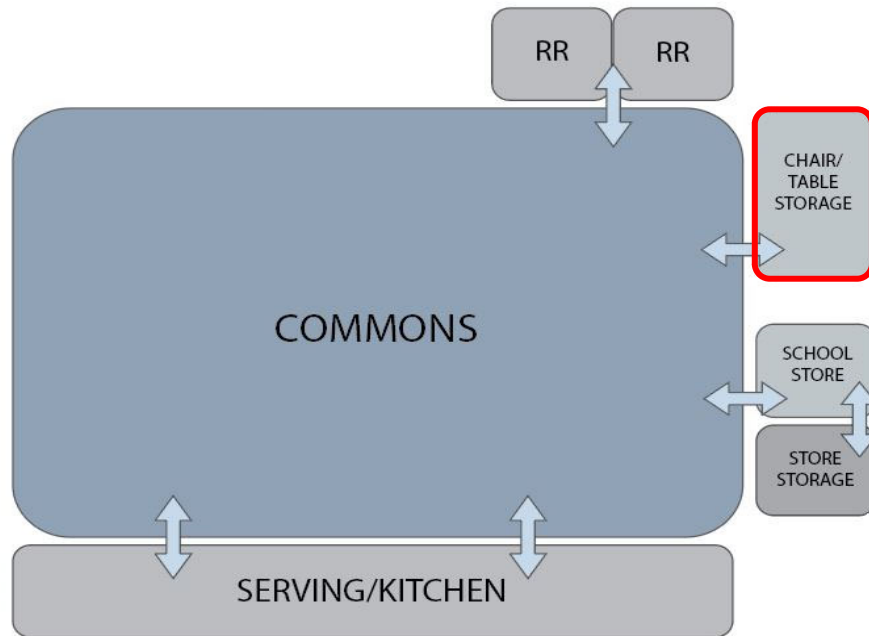 RR
RR
CHAIR/
TABLE
STORAGE
COMMONS
SCHOOL
STORE
STORE
STORAGE
SERVING/KITCHEN